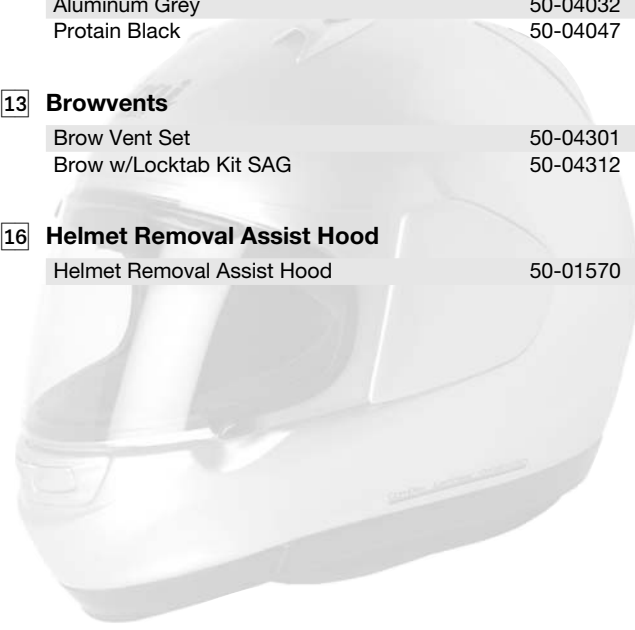 Aluminum Grey 50-04032
Protain Black 50-04047
13 Browvents
Brow Vent Set 50-04301
Brow w/Locktab Kit SAG 50-04312
16 Helmet Removal Assist Hood
Helmet Removal Assist Hood 50-01570